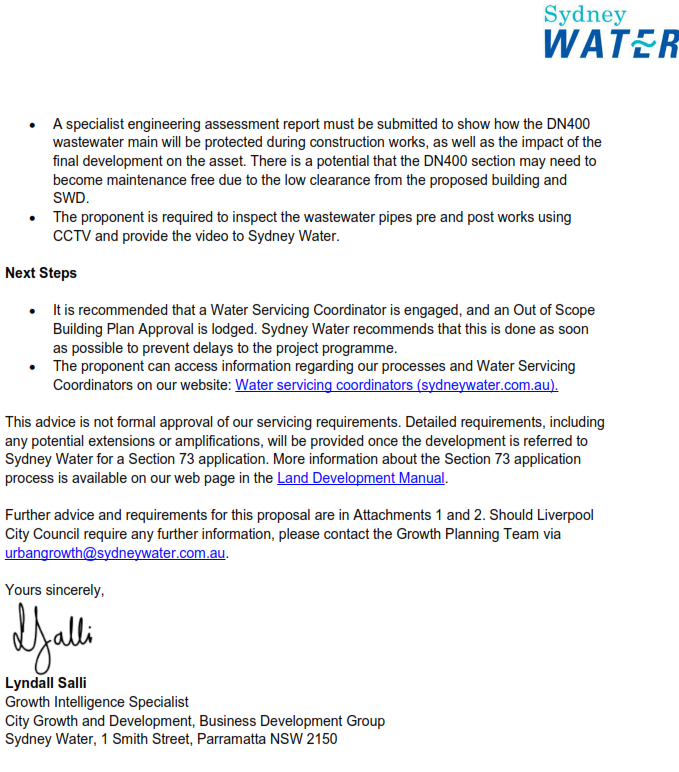 Sydney
WATER
• A specialist engineering assessment report must be submitted to show how the DN400
wastewater main will be protected during construction works, as well as the impact of the
final development on the asset. There is a potential that the DN400 section may need to
become maintenance free due to the low clearance from the proposed building and
SWD.
• The proponent is required to inspect the wastewater pipes pre and post works using
CCTV and provide the video to Sydney Water.
Next Steps
• It is recommended that a Water Servicing Coordinator is engaged, and an Out of Scope
Building Plan Approval is lodged. Sydney Water recommends that this is done as soon
as possible to prevent delays to the project programme.
• The proponent can access information regarding our processes and Water Servicing
Coordinators on our website: Water servicing coordinators (sydneywater.com.au).
This advice is not formal approval of our servicing requirements. Detailed requirements, including
any potential extensions or amplifications, will be provided once the development is referred to
Sydney Water for a Section 73 application. More information about the Section 73 application
process is available on our web page in the Land Development Manual.
Further advice and requirements for this proposal are in Attachments 1 and 2. Should Liverpool
City Council require any further information, please contact the Growth Planning Team via
urbangrowth@sydneywater.com.au.
Yours sincerely,
LSalli
Lyndall Salli
Growth Intelligence Specialist
City Growth and Development, Business Development Group
Sydney Water, 1 Smith Street, Parramatta NSW 2150